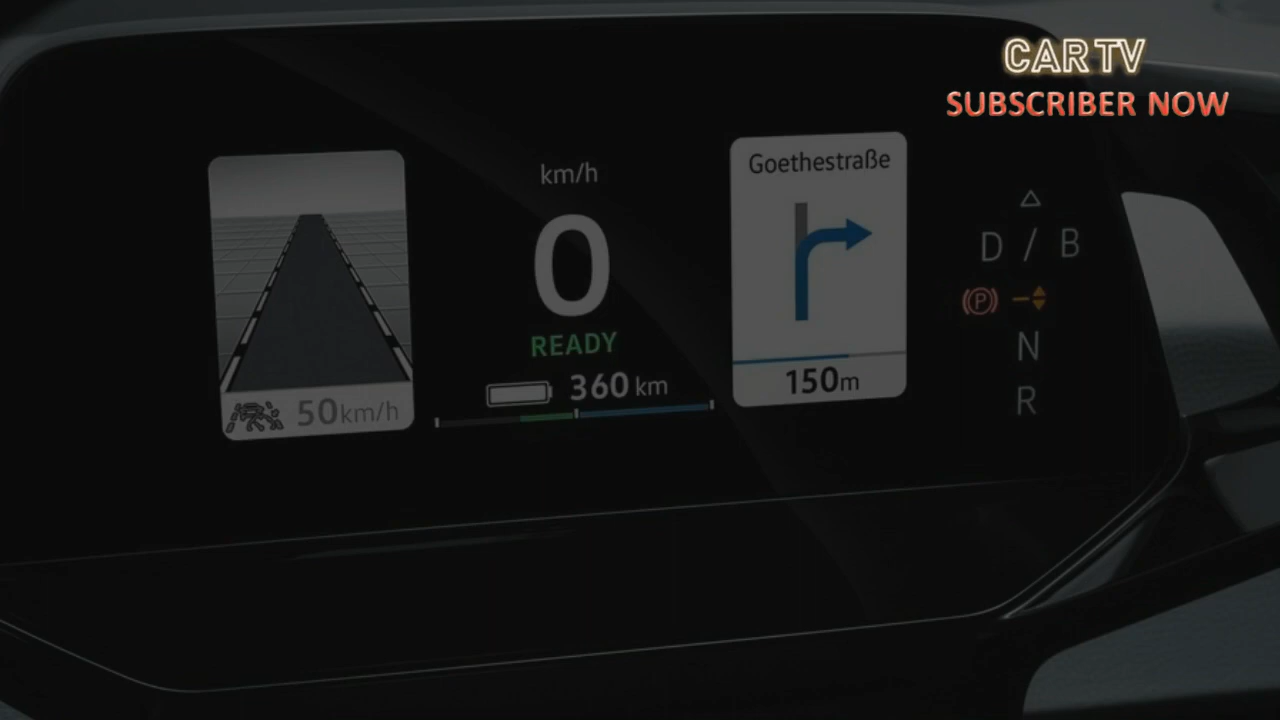 CAR TV
SUBSCRIBER NOW
km/h
0
READY
360 km
50km/h
Goethestraße
150m
D / B
P
N
R